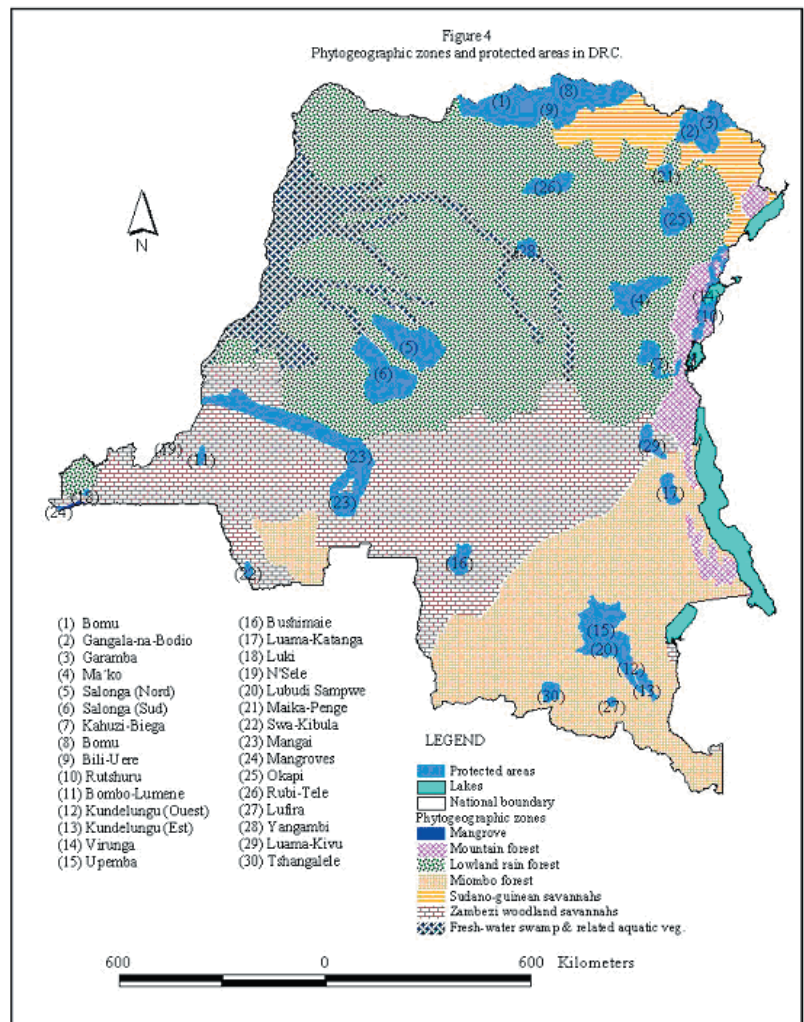 Figure 4
Phytogeographic zones and protected areas in DRC.
(1)
(8)
(9)
(2)
(3)
(21)
(26)
(25)
(28)
(4)
(14)
(10)
(5)
(7)
(6)
N
(19)
(11)
(23)
(29)
(18)
(24)
(23)
(17)
(16)
(22)
(15)
(20)
(12)
(13)
(30)
(27)
(1) Bomu
(2) Gangala-na-Bodio
(3) Garamba
(4) Ma'ko
(5) Salonga (Nord)
(6) Salonga (Sud)
(7) Kahuzi-Biega
(8) Bomu
(9) Bili-Uere
(10) Rutshuru
(11) Bombo-Lumene
(12) Kundelungu (Ouest)
(13) Kundelungu (Est)
(14) Virunga
(15) Upemba
(16) Bushimaie
(17) Luama-Katanga
(18) Luki
(19) N'Sele
(20) Lubudi Sampwe
(21) Maika-Penge
(22) Swa-Kibula
(23) Mangai
(24) Mangroves
(25) Okapi
(26) Rubi-Tele
(27) Lufira
(28) Yangambi
(29) Luama-Kivu
(30) Tshangalele
LEGEND
Protected areas
Lakes
National boundary
Phytogeographic zones
Mangrove
Mountain forest
Lowland rain forest
Miombo forest
Sudano-guinean savannahs
Zambezi woodland savannahs
Fresh-water swamp & related aquatic veg.
600 0 600 Kilometers